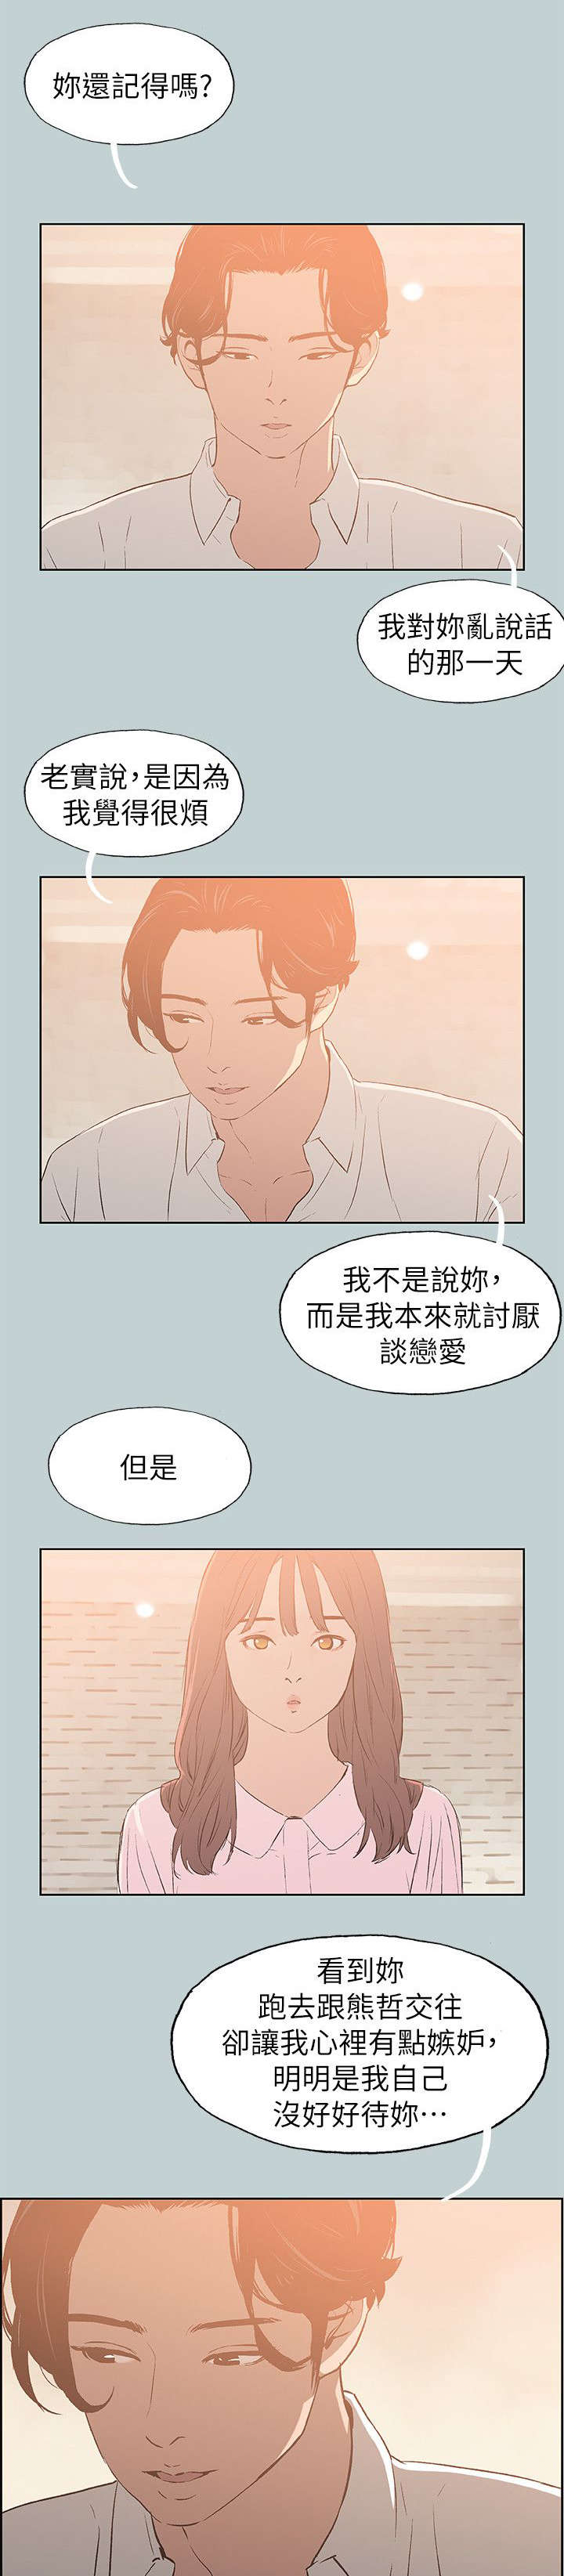 妳還記得嗎?
我對妳亂說話
的那一天
老實說，是因為
我覺得很煩
我不是說妳，
而是我本來就討厭
談戀愛
但是
看到妳
跑去跟熊哲交往
卻讓我心裡有點嫉妒，
明明是我自己
沒好好待妳⋯